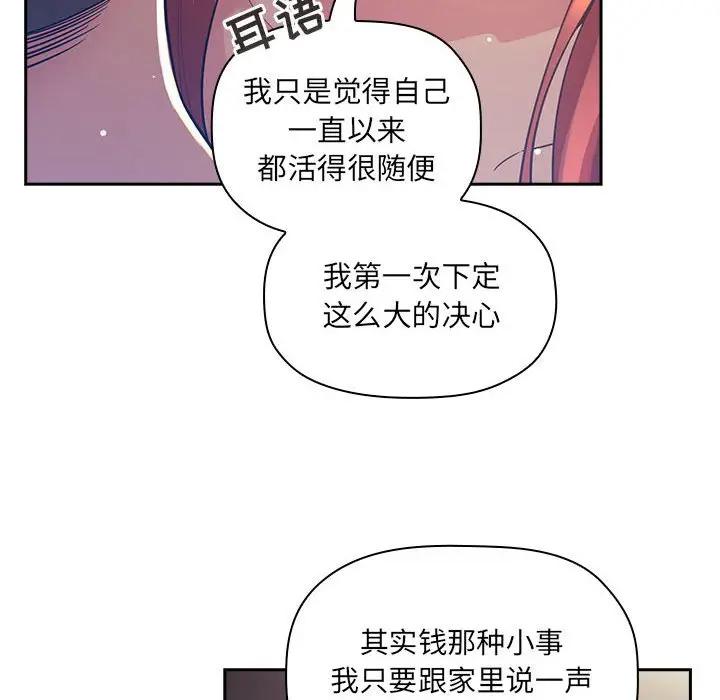 耳语
我只是觉得自己
一直以来
都活得很随便
我第一次下定
这么大的决心
其实钱那种小事
我只要跟家里说一声